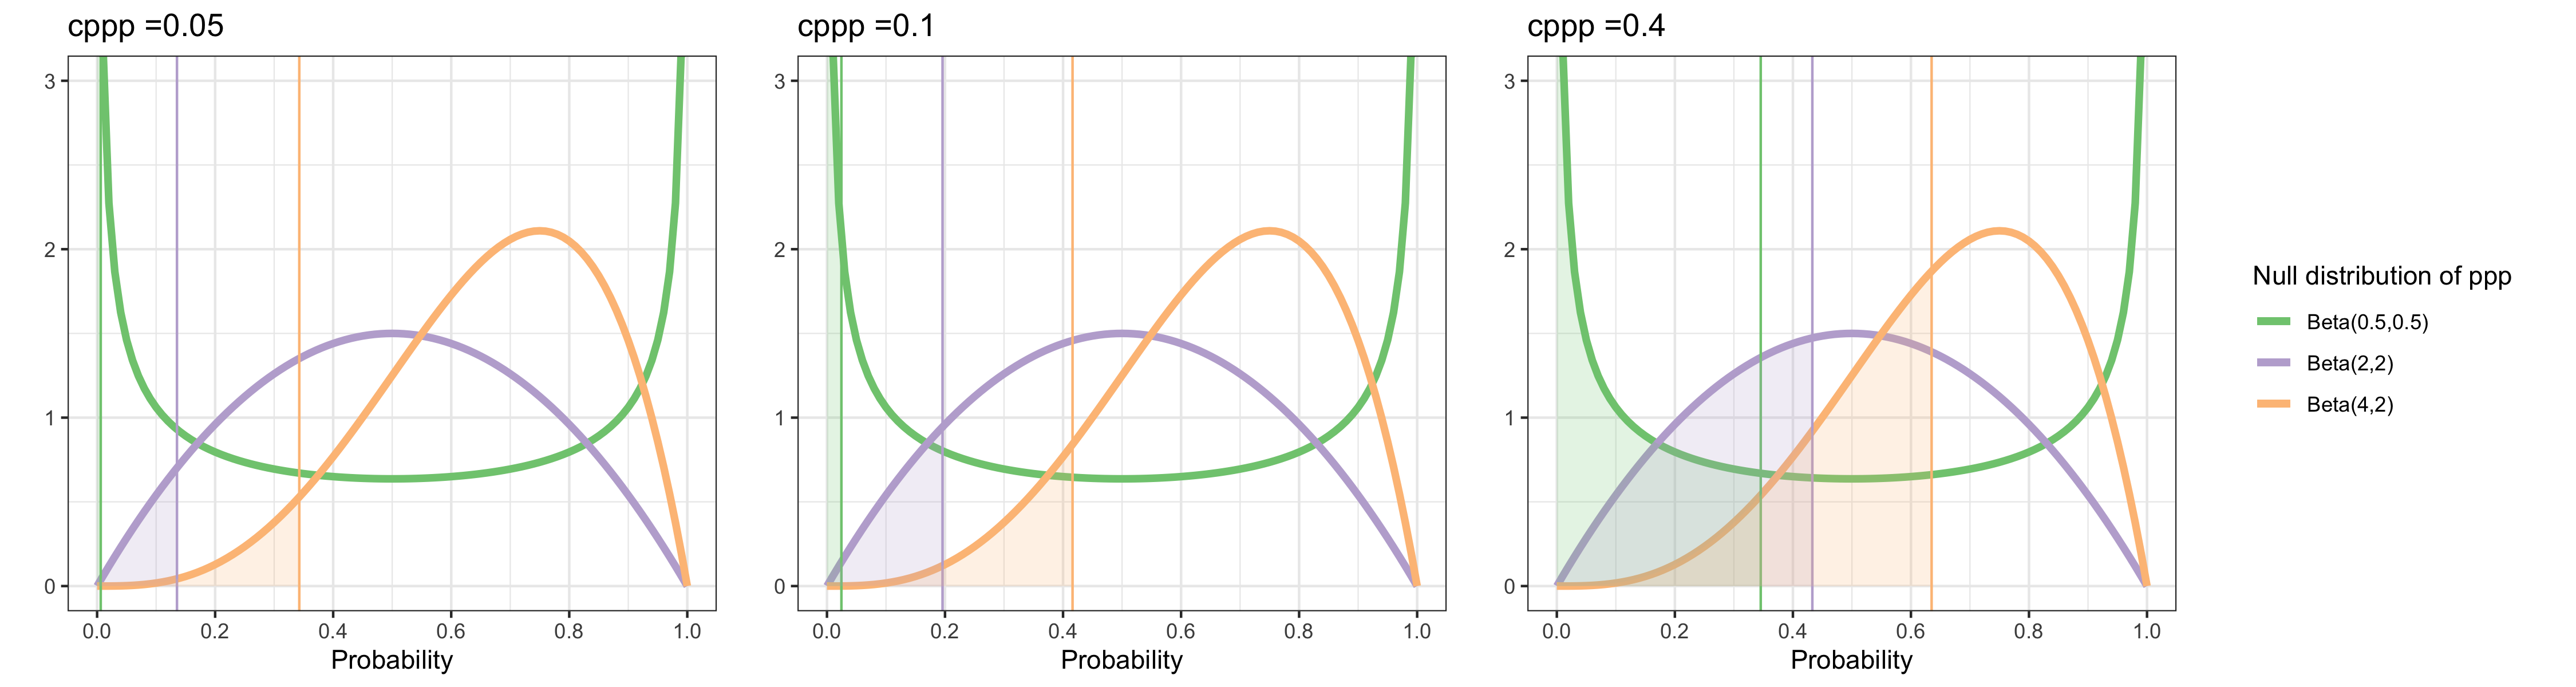 cppp =0.05
3
2
1
0
0.0 0.2 0.4 0.6 0.8 1.0
Probability
cppp =0.1
3
2
1
0
0.0 0.2 0.4 0.6 0.8 1.0
Probability
cppp =0.4
3
2
1
0
0.0 0.2 0.4 0.6 0.8 1.0
Probability
Null distribution of ppp
Beta(0.5,0.5)
Beta(2,2)
Beta(4,2)